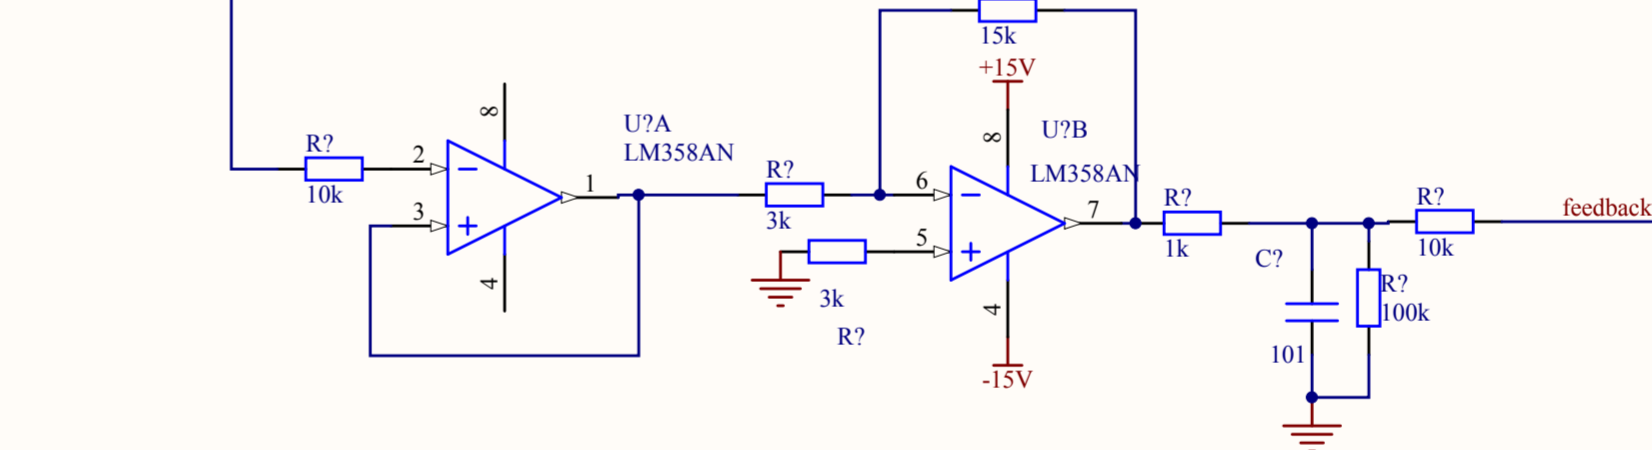 15k
+15V
8
U?A
LM358AN
8
U?B
LM358AN
R?
10k
2
3
1
4
R?
3k
6
5
7
3k
R?
4
-15V
R?
1k
C?
101
R?
100k
R?
10k
feedback